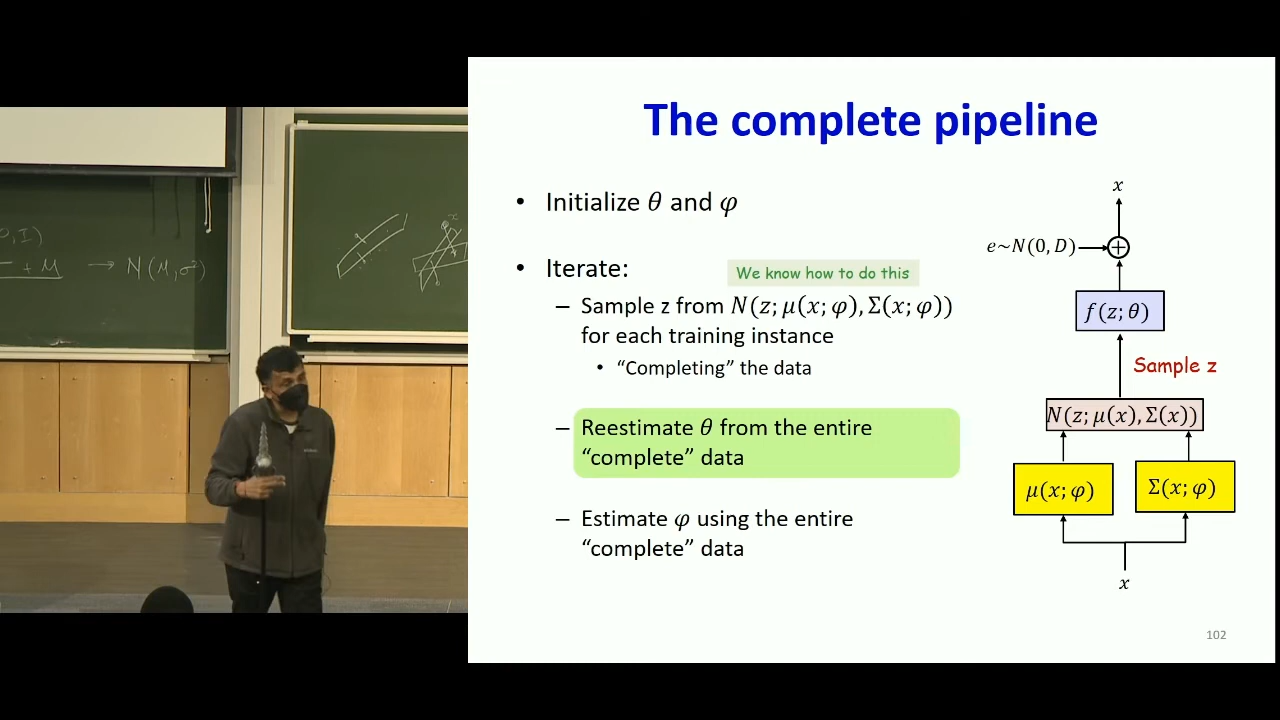 O, I)
+ M → N(μ, σ²)
x
The complete pipeline
• Initialize θ and φ
• Iterate:
We know how to do this
– Sample z from N(z; μ(x; φ), Σ(x; φ))
for each training instance
• “Completing” the data
– Reestimate θ from the entire
“complete” data
– Estimate φ using the entire
“complete” data
x
e~N(0, D)
+
f(z; θ)
Sample z
N(z; μ(x), Σ(x))
μ(x; φ)
Σ(x; φ)
x
102